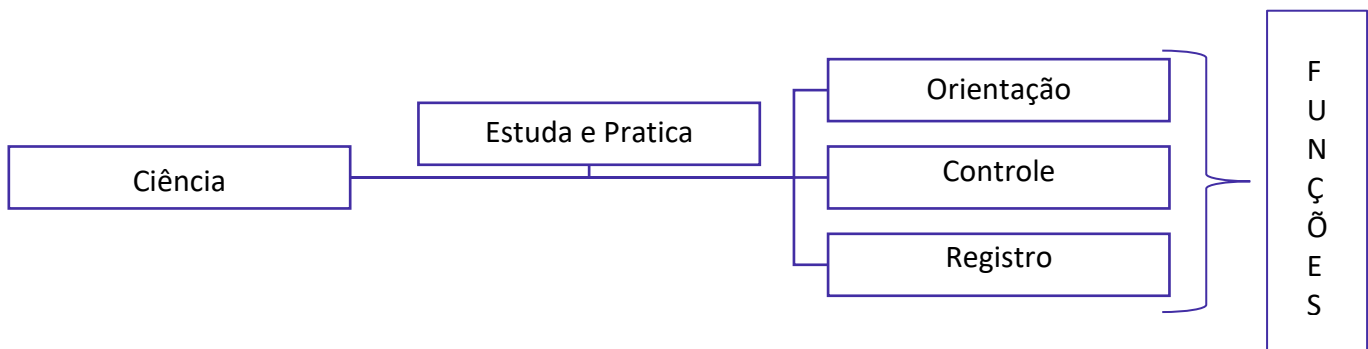 Ciência
Estuda e Pratica
Orientação
Controle
Registro
F
U
N
Ç
Õ
E
S